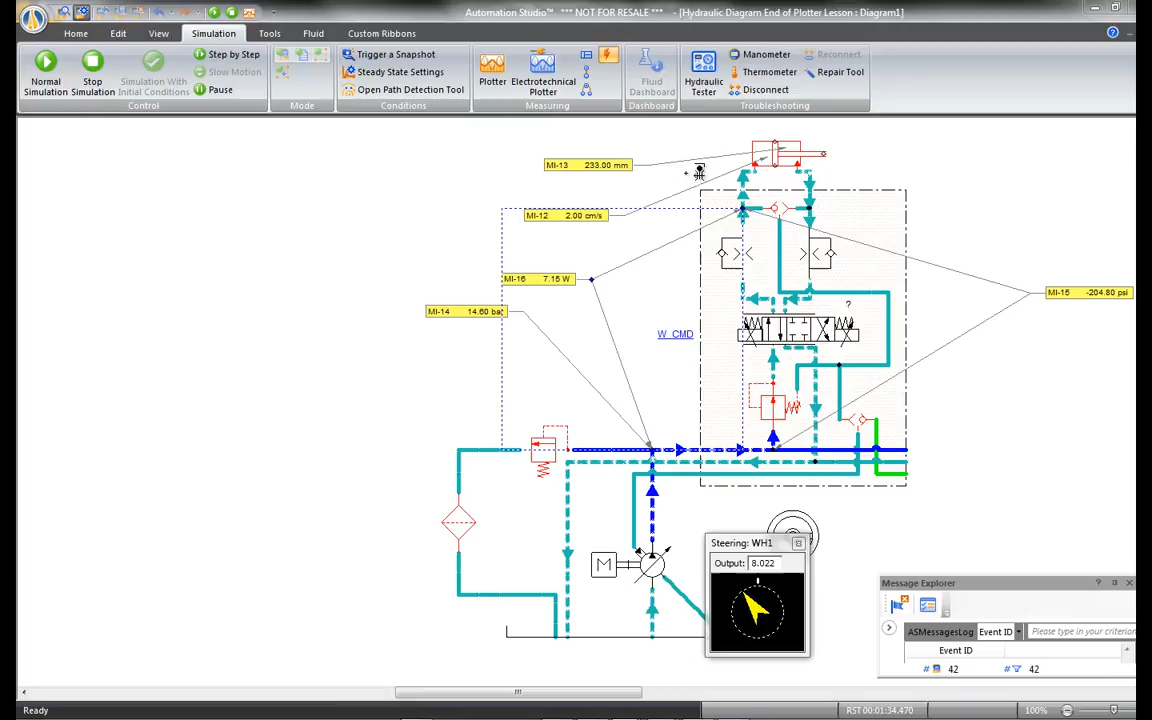 Automation Studio™ *** NOT FOR RESALE *** - [Hydraulic Diagram End of Plotter Lesson : Diagram1]
Home Edit View Simulation Tools Fluid Custom Ribbons
Normal Simulation
Stop Simulation
Simulation With Initial Conditions
Step by Step
Slow Motion
Pause
Control
Mode
Trigger a Snapshot
Steady State Settings
Open Path Detection Tool
Conditions
Plotter
Electrotechnical Plotter
Measuring
Fluid Dashboard
Dashboard
Hydraulic Tester
Manometer
Thermometer
Disconnect
Reconnect
Repair Tool
Troubleshooting
MI-13 233.00 mm
MI-12 2.00 cm/s
MI-16 7.15 W
MI-15 -204.80 psi
MI-14 14.60 ba
?
W_CMD
M
Steering: WH1
Output: 8.022
Message Explorer
ASMessagesLog Event ID Please type in your criterion
Event ID
# 42 # 42
Ready
RST 00:01:34.470
100%